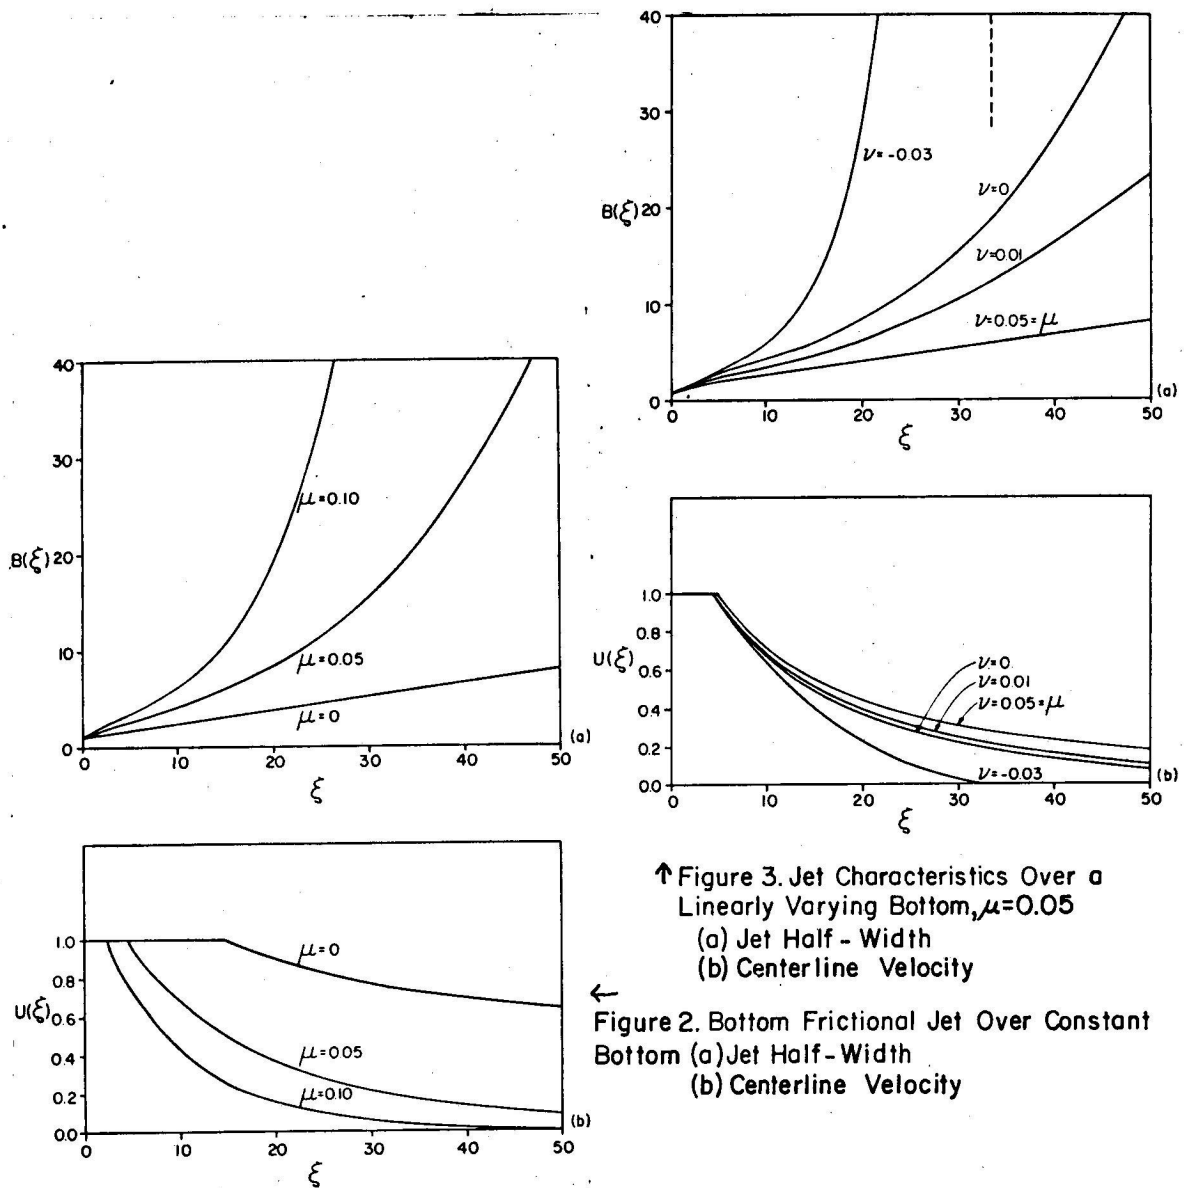 40
30
B(ξ) 20
10
0
0 10 20 30 40 50
ξ
ν=-0.03
ν=0
ν=0.01
ν=0.05=μ
(a)
40
30
B(ξ) 20
10
0
0 10 20 30 40 50
ξ
μ=0.10
μ=0.05
μ=0
(a)
1.0
0.8
U(ξ) 0.6
0.4
0.2
0.0
0 10 20 30 40 50
ξ
ν=0
ν=0.01
ν=0.05=μ
ν=-0.03
(b)
1.0
0.8
U(ξ) 0.6
0.4
0.2
0.0
0 10 20 30 40 50
ξ
μ=0
μ=0.05
μ=0.10
(b)
↑ Figure 3. Jet Characteristics Over a
Linearly Varying Bottom, μ=0.05
(a) Jet Half-Width
(b) Centerline Velocity
←
Figure 2. Bottom Frictional Jet Over Constant
Bottom (a) Jet Half-Width
(b) Centerline Velocity